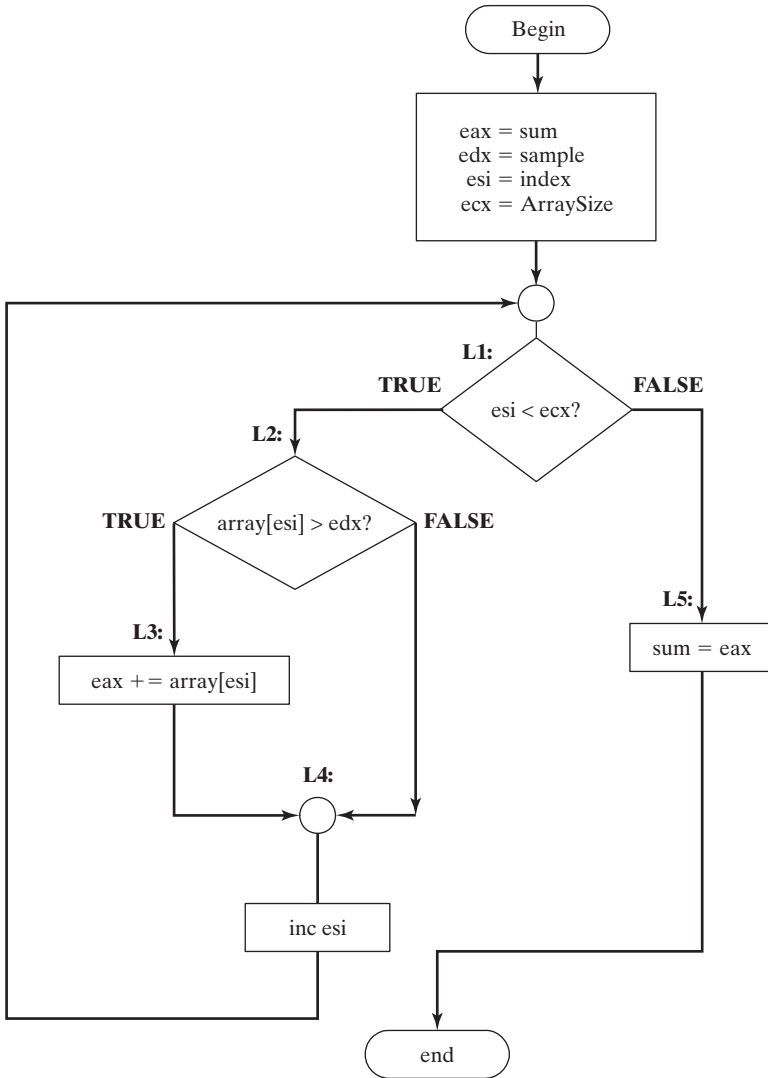 Begin
eax = sum
edx = sample
esi = index
ecx = ArraySize
L1:
TRUE
FALSE
esi < ecx?
L2:
TRUE
array[esi] > edx?
FALSE
L5:
sum = eax
L3:
eax += array[esi]
L4:
inc esi
end